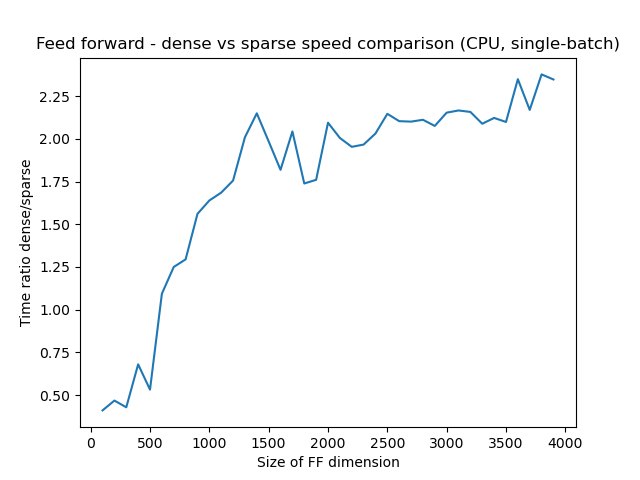 Feed forward - dense vs sparse speed comparison (CPU, single-batch)
Time ratio dense/sparse
2.25
2.00
1.75
1.50
1.25
1.00
0.75
0.50
0 500 1000 1500 2000 2500 3000 3500 4000
Size of FF dimension